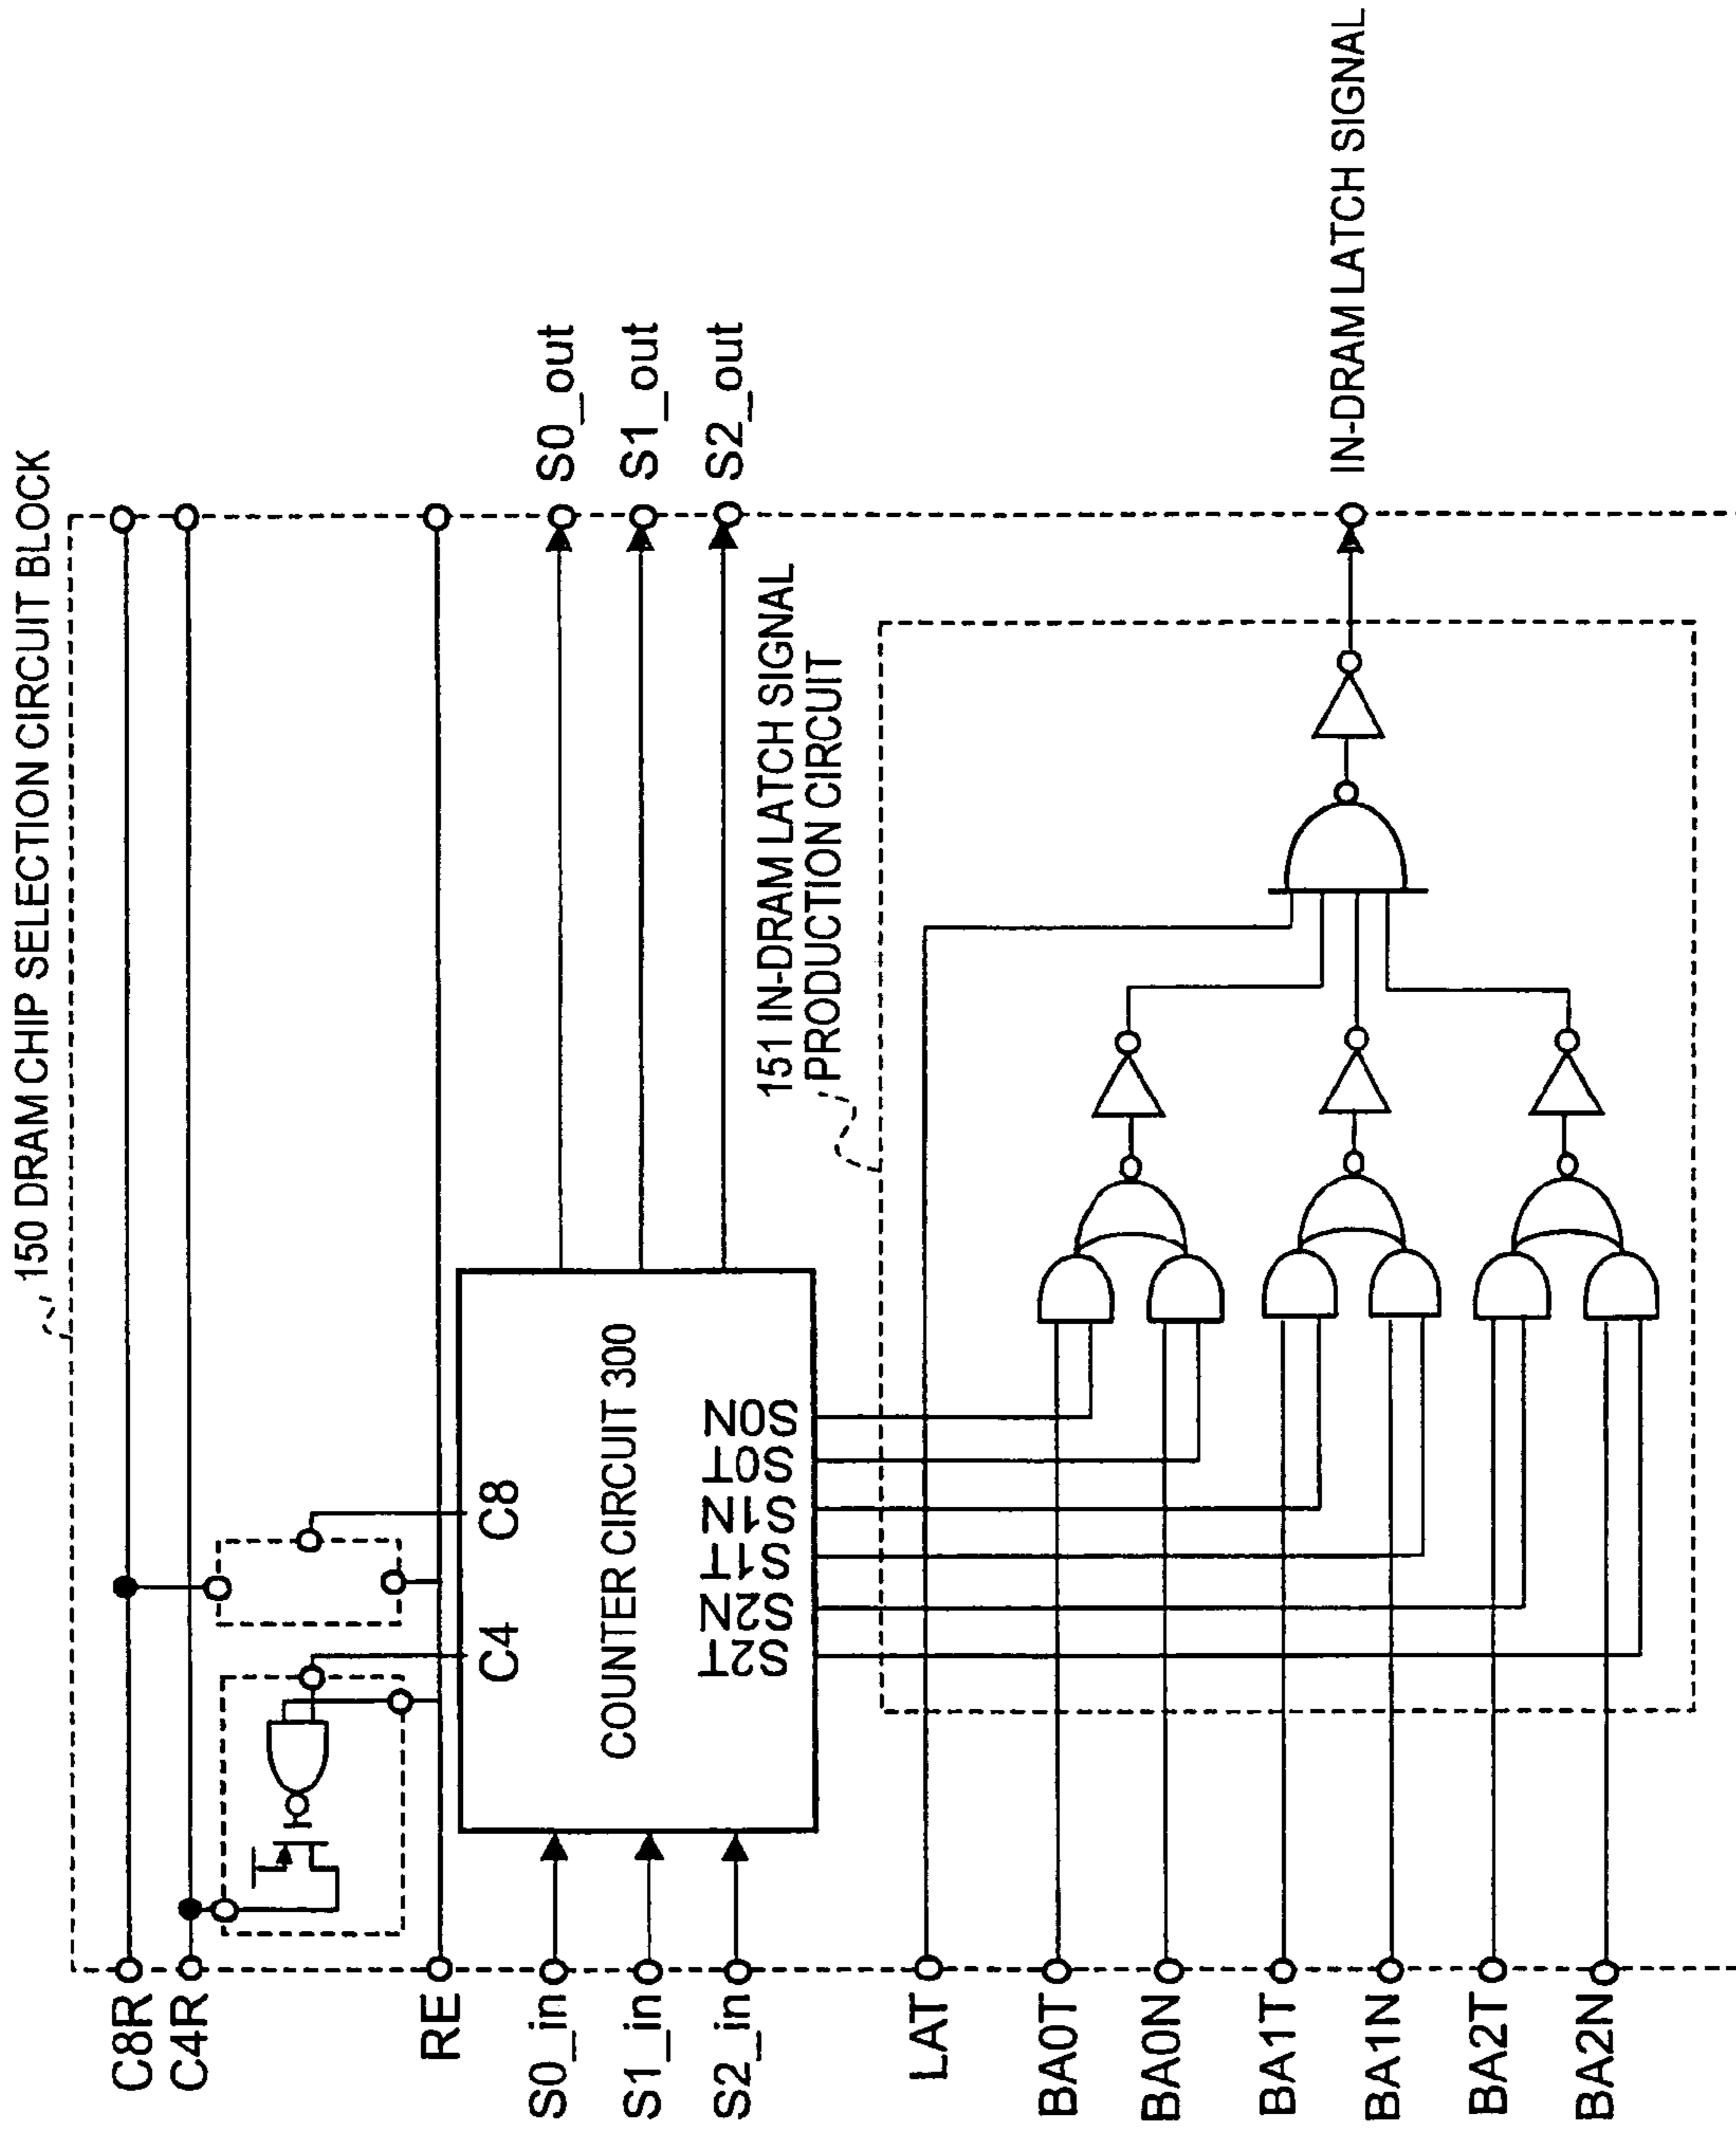 150 DRAM CHIP SELECTION CIRCUIT BLOCK
C8R
C4R
RE
S0_in
S1_in
S2_in
C4
C8
COUNTER CIRCUIT 300
S2T
S2N
S1T
S1N
S0T
S0N
S0_out
S1_out
S2_out
151 IN-DRAM LATCH SIGNAL
PRODUCTION CIRCUIT
LAT
BA0T
BA0N
BA1T
BA1N
BA2T
BA2N
IN-DRAM LATCH SIGNAL